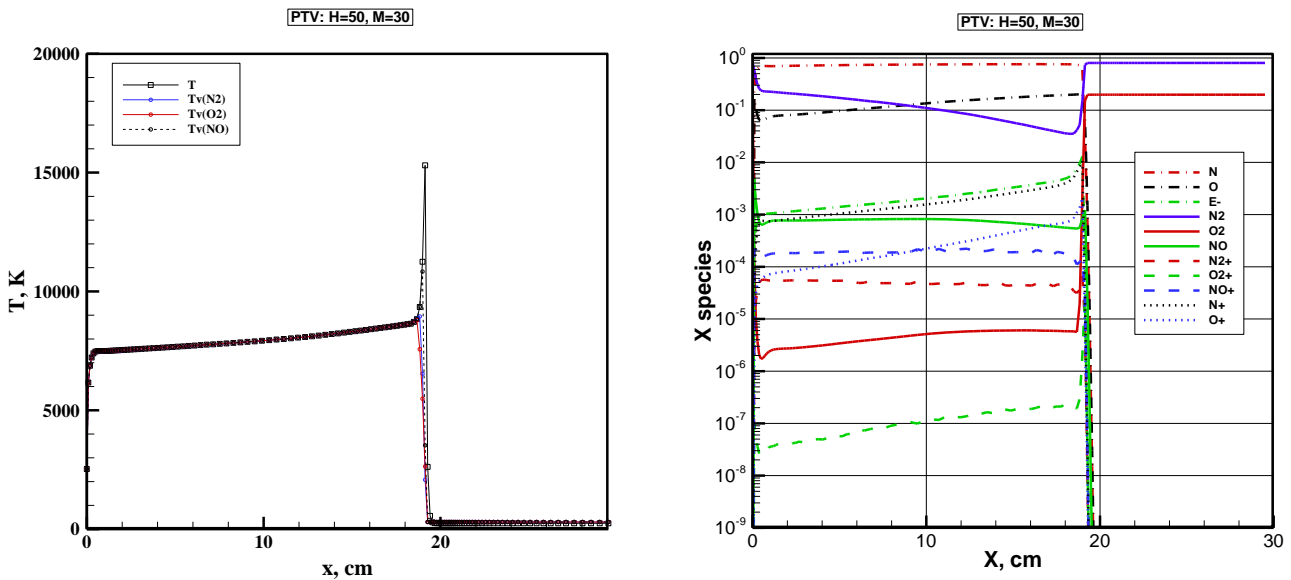 PTV: H=50, M=30
20000
15000
10000
5000
0
T, K
T
Tv(N2)
Tv(O2)
Tv(NO)
0
10
20
x, cm
PTV: H=50, M=30
10^0
10^-1
10^-2
10^-3
10^-4
10^-5
10^-6
10^-7
10^-8
10^-9
X species
N
O
E-
N2
O2
NO
N2+
O2+
NO+
N+
O+
0
10
20
30
X, cm